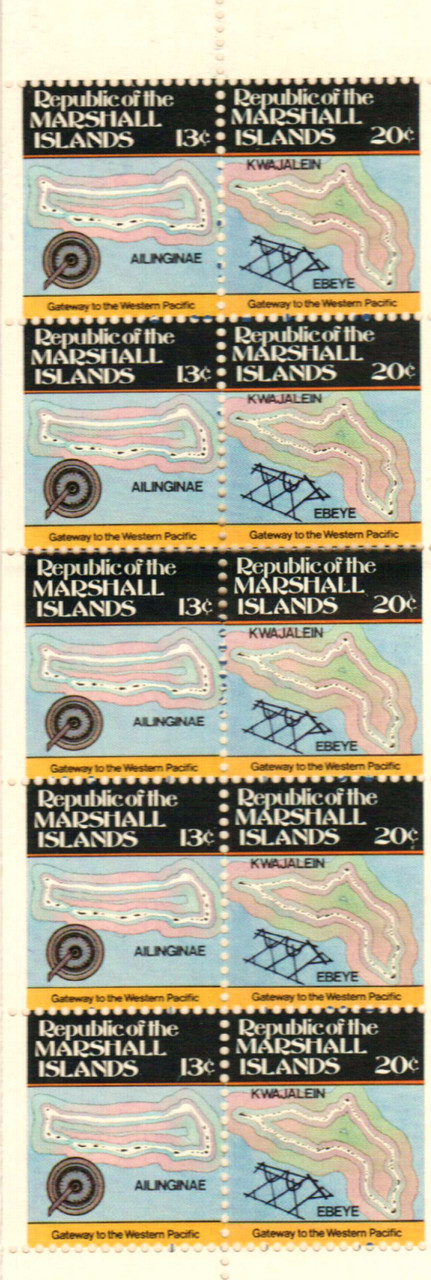 Republic of the
MARSHALL
ISLANDS 13¢
AILINGINAE
Gateway to the Western Pacific
Republic of the
MARSHALL
ISLANDS 20¢
KWAJALEIN
EBEYE
Gateway to the Western Pacific
Republic of the
MARSHALL
ISLANDS 13¢
AILINGINAE
Gateway to the Western Pacific
Republic of the
MARSHALL
ISLANDS 20¢
KWAJALEIN
EBEYE
Gateway to the Western Pacific
Republic of the
MARSHALL
ISLANDS 13¢
AILINGINAE
Gateway to the Western Pacific
Republic of the
MARSHALL
ISLANDS 20¢
KWAJALEIN
EBEYE
Gateway to the Western Pacific
Republic of the
MARSHALL
ISLANDS 13¢
AILINGINAE
Gateway to the Western Pacific
Republic of the
MARSHALL
ISLANDS 20¢
KWAJALEIN
EBEYE
Gateway to the Western Pacific
Republic of the
MARSHALL
ISLANDS 13¢
AILINGINAE
Gateway to the Western Pacific
Republic of the
MARSHALL
ISLANDS 20¢
KWAJALEIN
EBEYE
Gateway to the Western Pacific